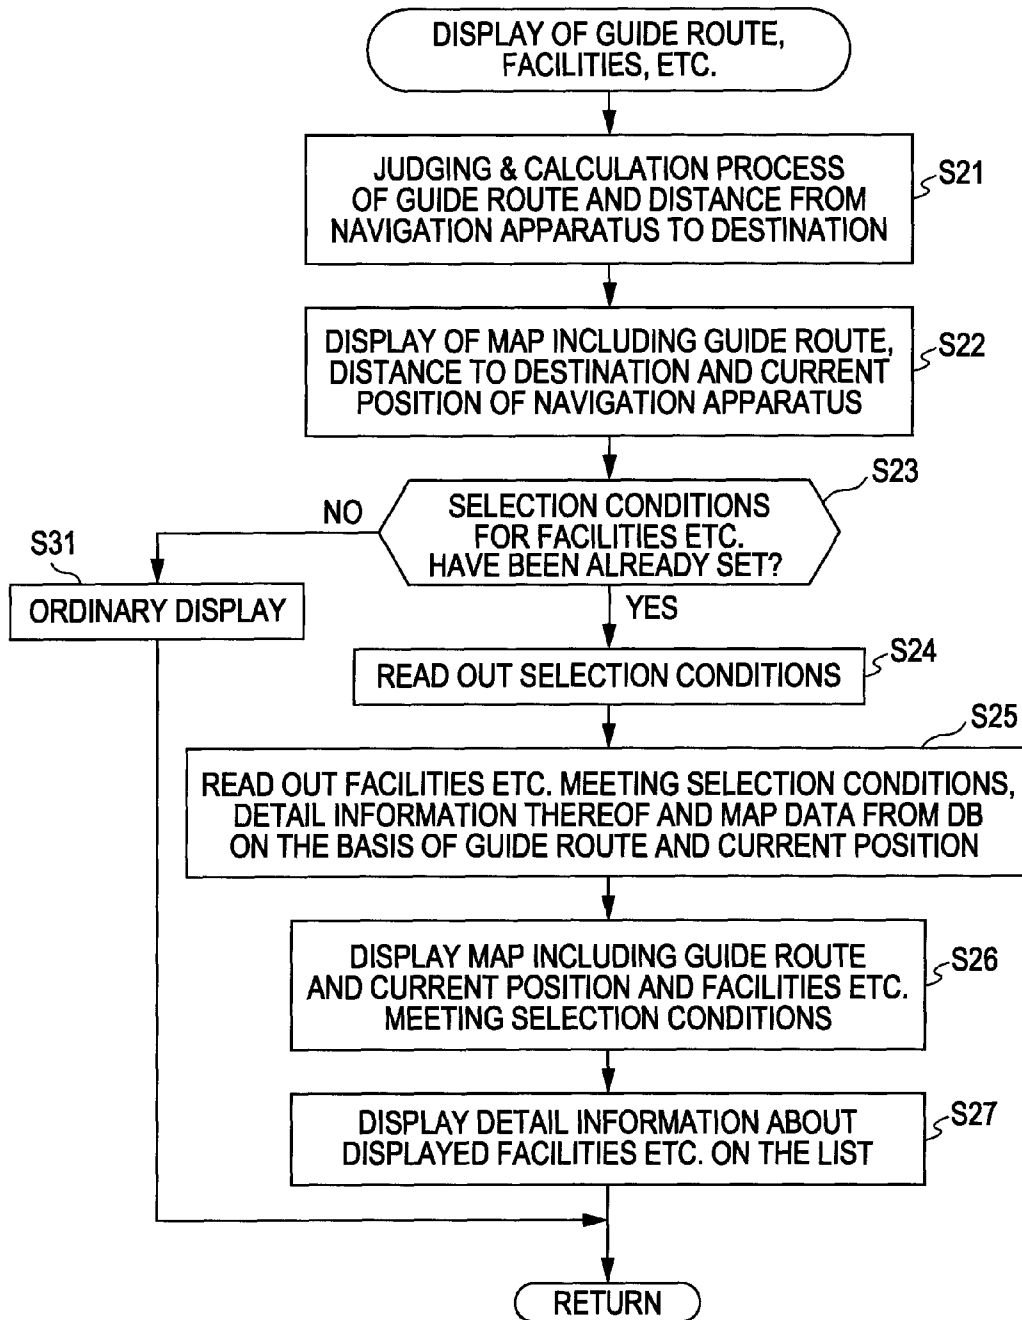 DISPLAY OF GUIDE ROUTE,
FACILITIES, ETC.
JUDGING & CALCULATION PROCESS
OF GUIDE ROUTE AND DISTANCE FROM
NAVIGATION APPARATUS TO DESTINATION
S21
DISPLAY OF MAP INCLUDING GUIDE ROUTE,
DISTANCE TO DESTINATION AND CURRENT
POSITION OF NAVIGATION APPARATUS
S22
S23
SELECTION CONDITIONS
FOR FACILITIES ETC.
HAVE BEEN ALREADY SET?
NO
S31
ORDINARY DISPLAY
YES
READ OUT SELECTION CONDITIONS
S24
S25
READ OUT FACILITIES ETC. MEETING SELECTION CONDITIONS,
DETAIL INFORMATION THEREOF AND MAP DATA FROM DB
ON THE BASIS OF GUIDE ROUTE AND CURRENT POSITION
DISPLAY MAP INCLUDING GUIDE ROUTE
AND CURRENT POSITION AND FACILITIES ETC.
MEETING SELECTION CONDITIONS
S26
DISPLAY DETAIL INFORMATION ABOUT
DISPLAYED FACILITIES ETC. ON THE LIST
S27
RETURN